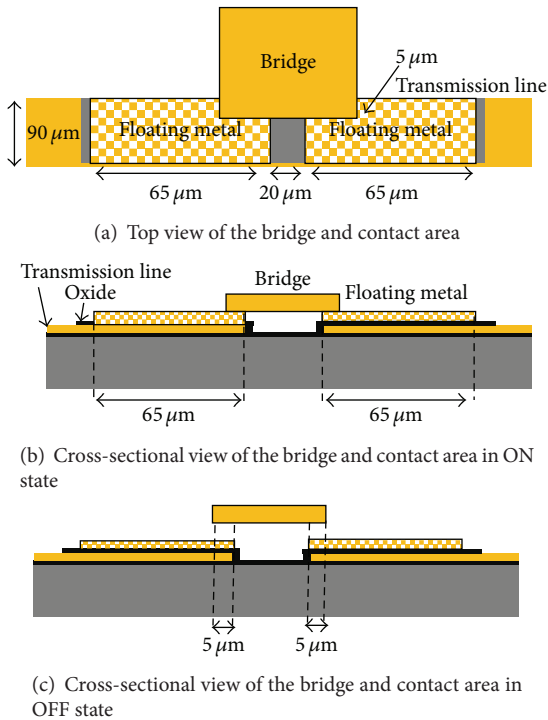 Bridge
5 μm
Transmission line
90 μm
Floating metal
Floating metal
65 μm
20 μm
65 μm
(a) Top view of the bridge and contact area
Transmission line
Oxide
Bridge
Floating metal
65 μm
65 μm
(b) Cross-sectional view of the bridge and contact area in ON
state
5 μm
5 μm
(c) Cross-sectional view of the bridge and contact area in
OFF state